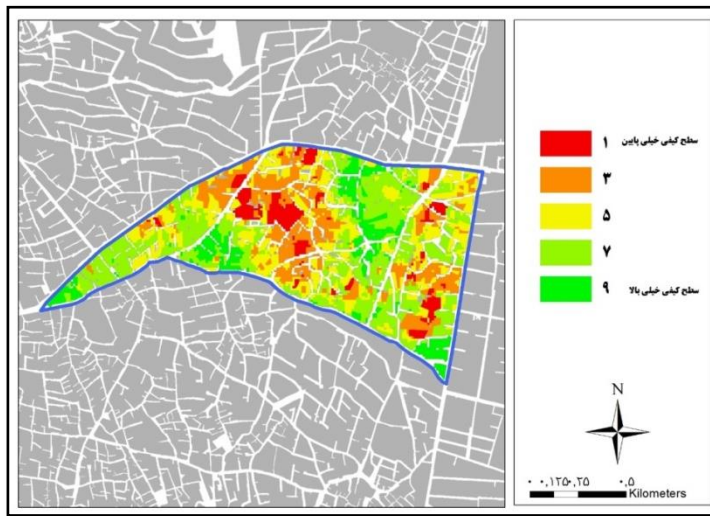 سطح کیفی خیلی پایین ۱
۳
۵
۷
سطح کیفی خیلی بالا ۹
N
۰ ۰,۱۲۵ ۰,۲۵ ۰,۵
Kilometers